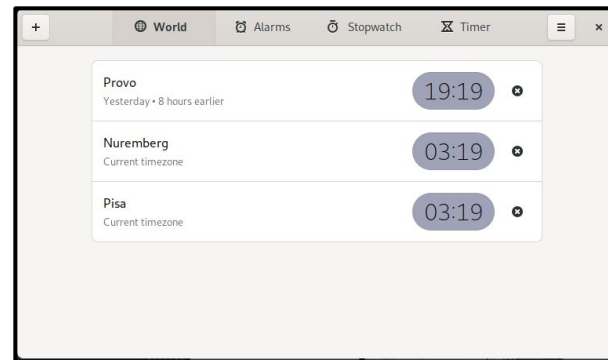 World
Alarms
Stopwatch
Timer
Provo
Yesterday • 8 hours earlier
19:19
Nuremberg
Current timezone
03:19
Pisa
Current timezone
03:19